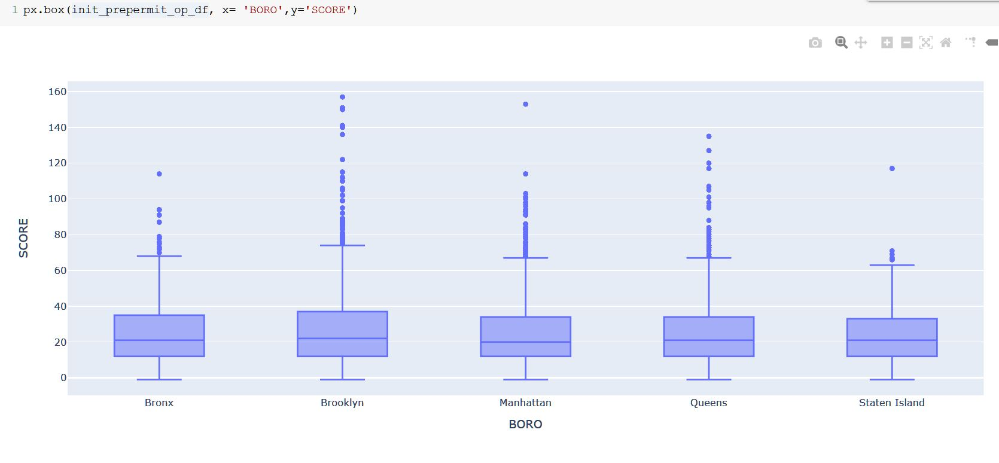 1 px.box(init_prepermit_op_df, x= 'BORO',y='SCORE')
160
140
120
100
80
60
40
20
0
SCORE
Bronx Brooklyn Manhattan Queens Staten Island
BORO